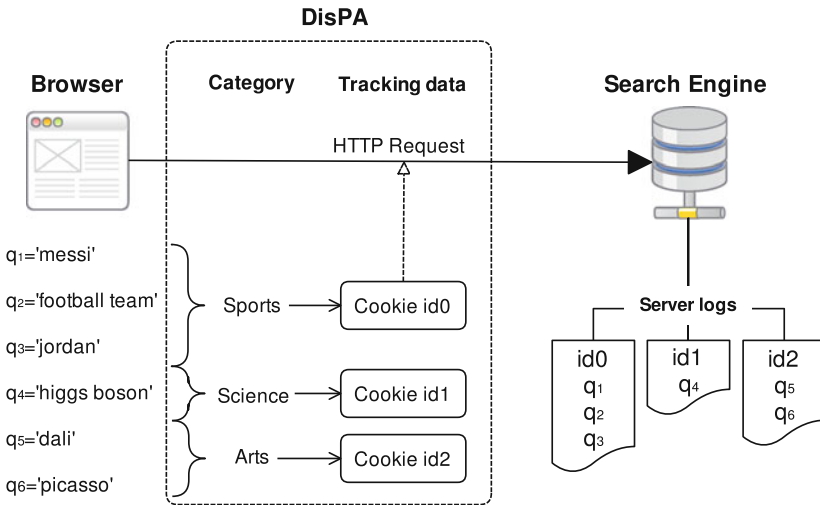 DisPA
Browser
Category
Tracking data
Search Engine
HTTP Request
q1='messi'
q2='football team'
q3='jordan'
q4='higgs boson'
q5='dali'
q6='picasso'
Sports
Cookie id0
Science
Cookie id1
Arts
Cookie id2
Server logs
id0
q1
q2
q3
id1
q4
id2
q5
q6